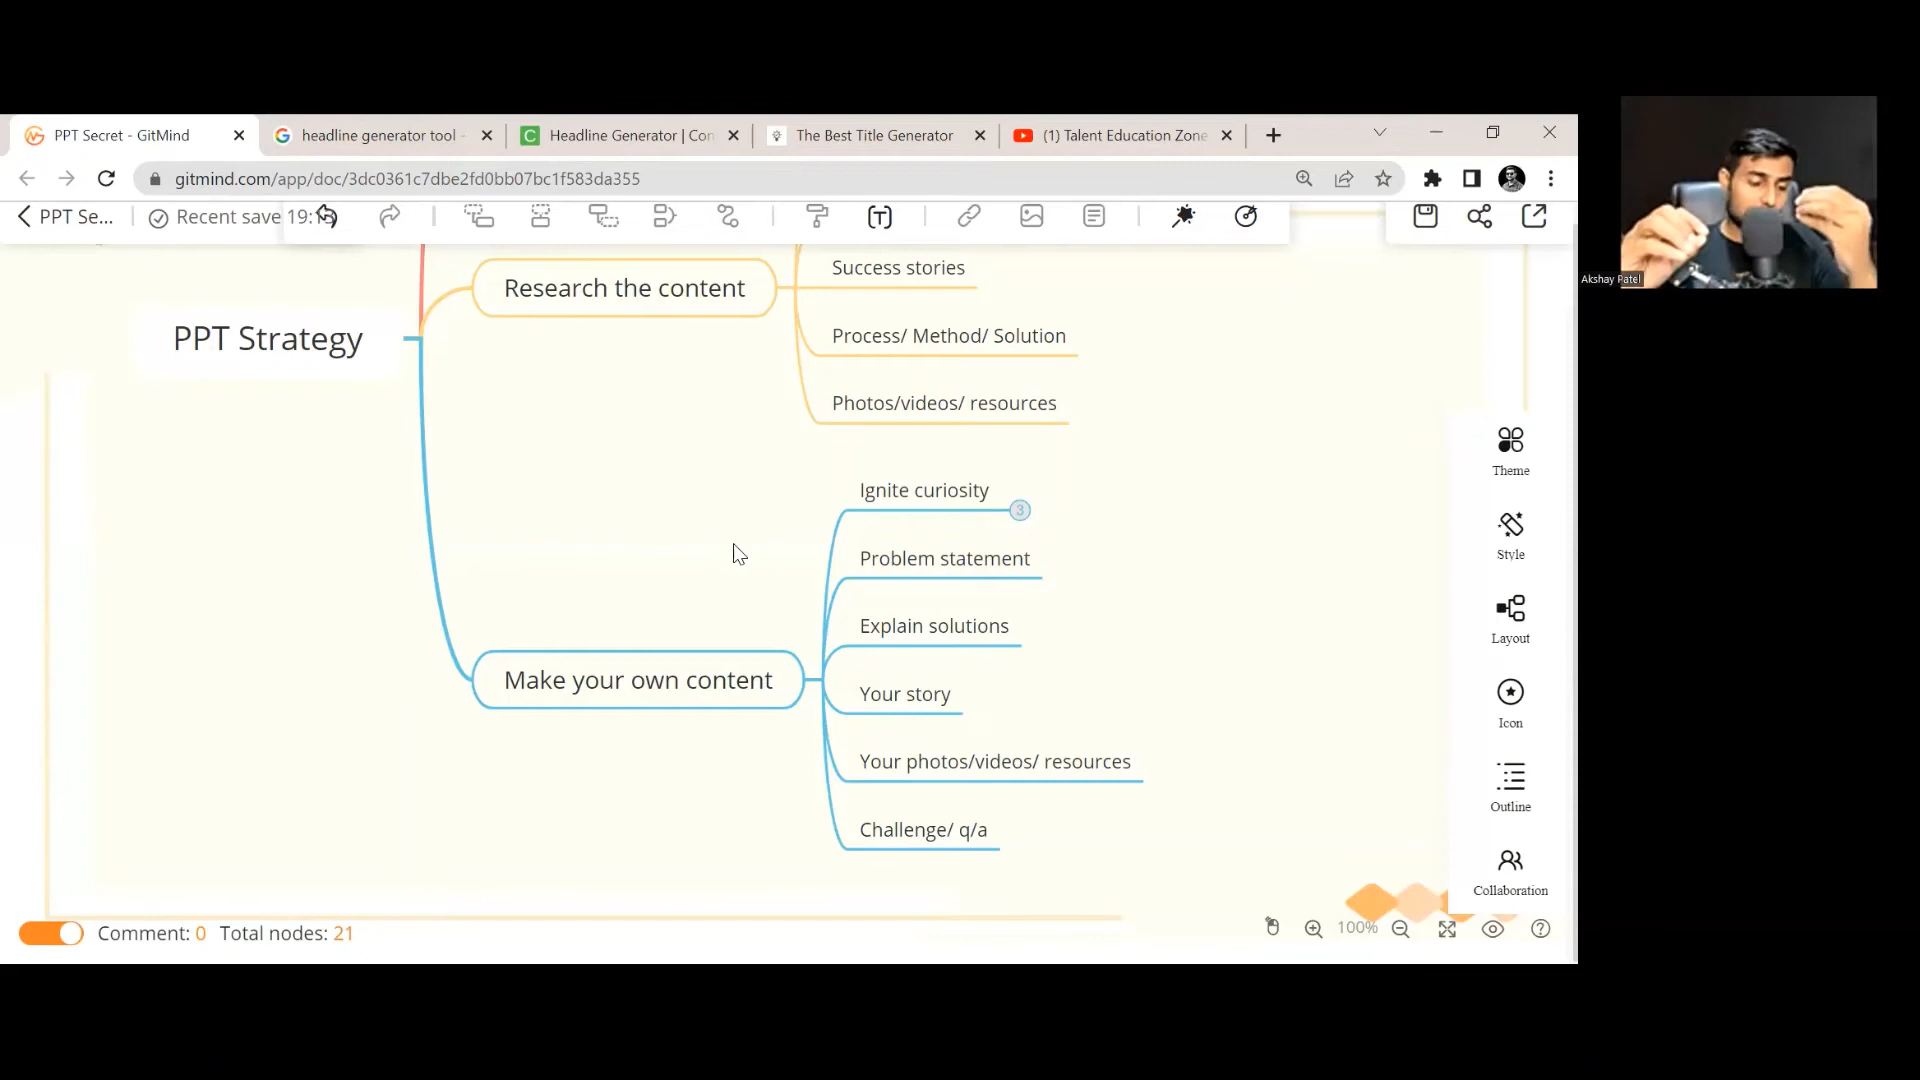 PPT Secret - GitMind
headline generator tool -
Headline Generator | Con
The Best Title Generator
(1) Talent Education Zone
gitmind.com/app/doc/3dc0361c7dbe2fd0bb07bc1f583da355
PPT Se...
Recent save 19:
Success stories
Research the content
Process/ Method/ Solution
PPT Strategy
Photos/videos/ resources
Ignite curiosity
3
Problem statement
Explain solutions
Make your own content
Your story
Your photos/videos/ resources
Challenge/ q/a
Theme
Style
Layout
Icon
Outline
Collaboration
Comment: 0
Total nodes: 21
100%
Akshay Patel